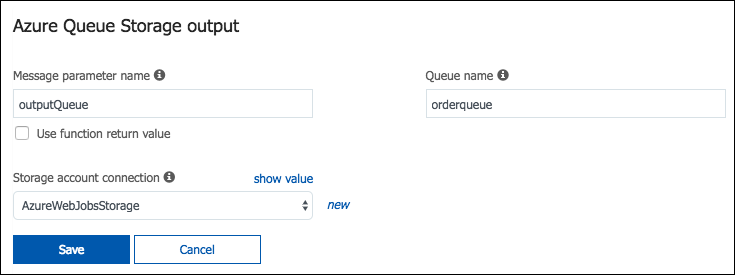 Azure Queue Storage output
Message parameter name
Queue name
outputQueue
orderqueue
Use function return value
Storage account connection
show value
AzureWebJobsStorage
new
Save
Cancel